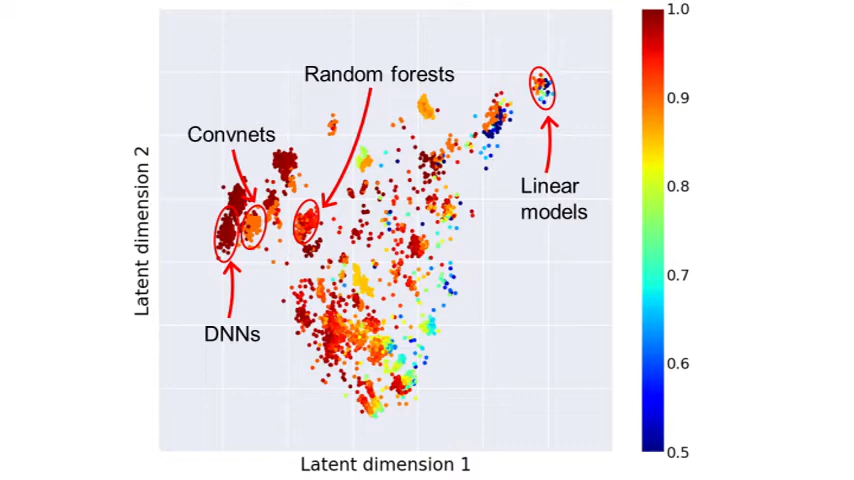 Random forests
Convnets
Linear
models
DNNs
Latent dimension 2
Latent dimension 1
1.0
0.9
0.8
0.7
0.6
0.5